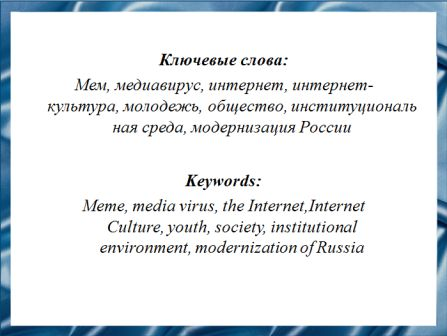 Ключевые слова:
Мем, медиавирус, интернет, интернет-
культура, молодежь, общество, институциональ
ная среда, модернизация России
Keywords:
Meme, media virus, the Internet,Internet
Culture, youth, society, institutional
environment, modernization of Russia